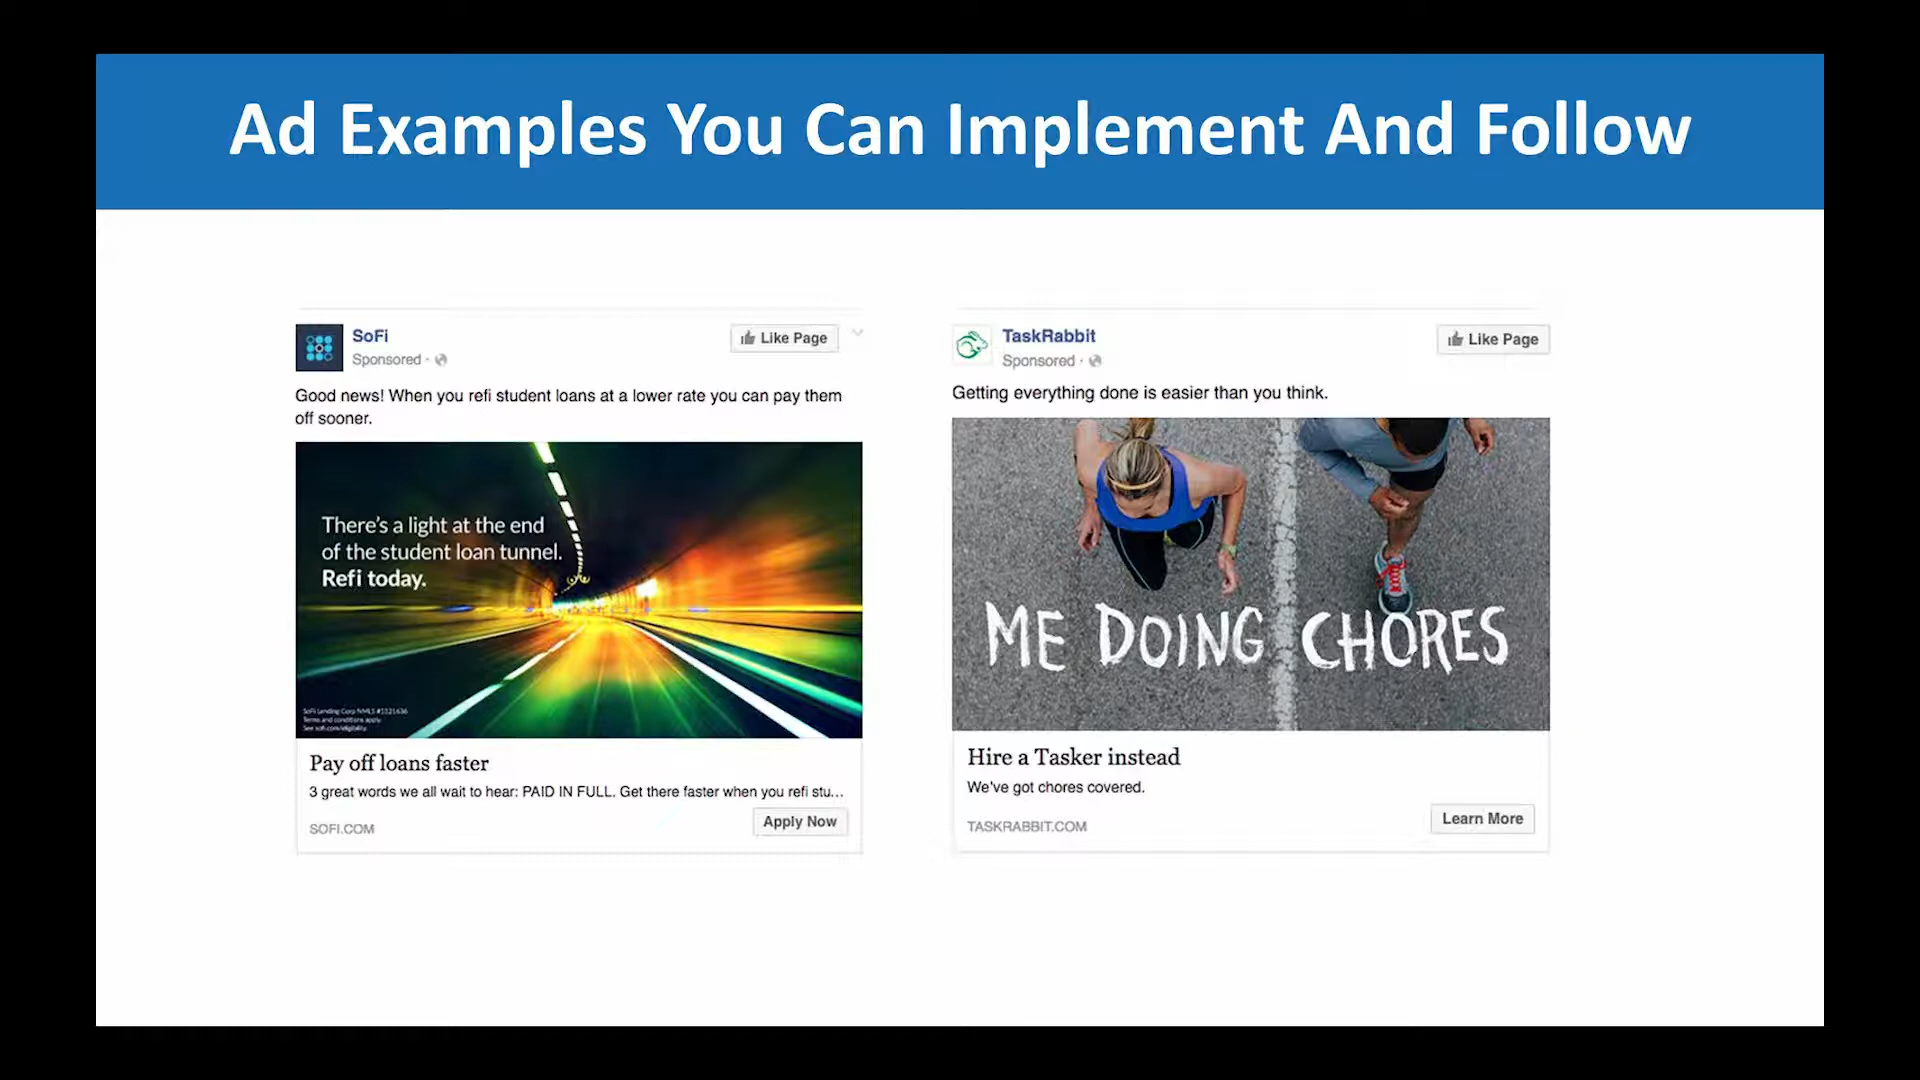 Ad Examples You Can Implement And Follow
SoFi
Sponsored ·
Like Page
Good news! When you refi student loans at a lower rate you can pay them
off sooner.
There's a light at the end
of the student loan tunnel.
Refi today.
SoFi Lending Corp NMLS #1121636
Terms and conditions apply.
See sofi.com/eligibility.
Pay off loans faster
3 great words we all wait to hear: PAID IN FULL. Get there faster when you refi stu...
SOFI.COM
Apply Now
TaskRabbit
Sponsored ·
Like Page
Getting everything done is easier than you think.
ME DOING CHORES
Hire a Tasker instead
We've got chores covered.
TASKRABBIT.COM
Learn More